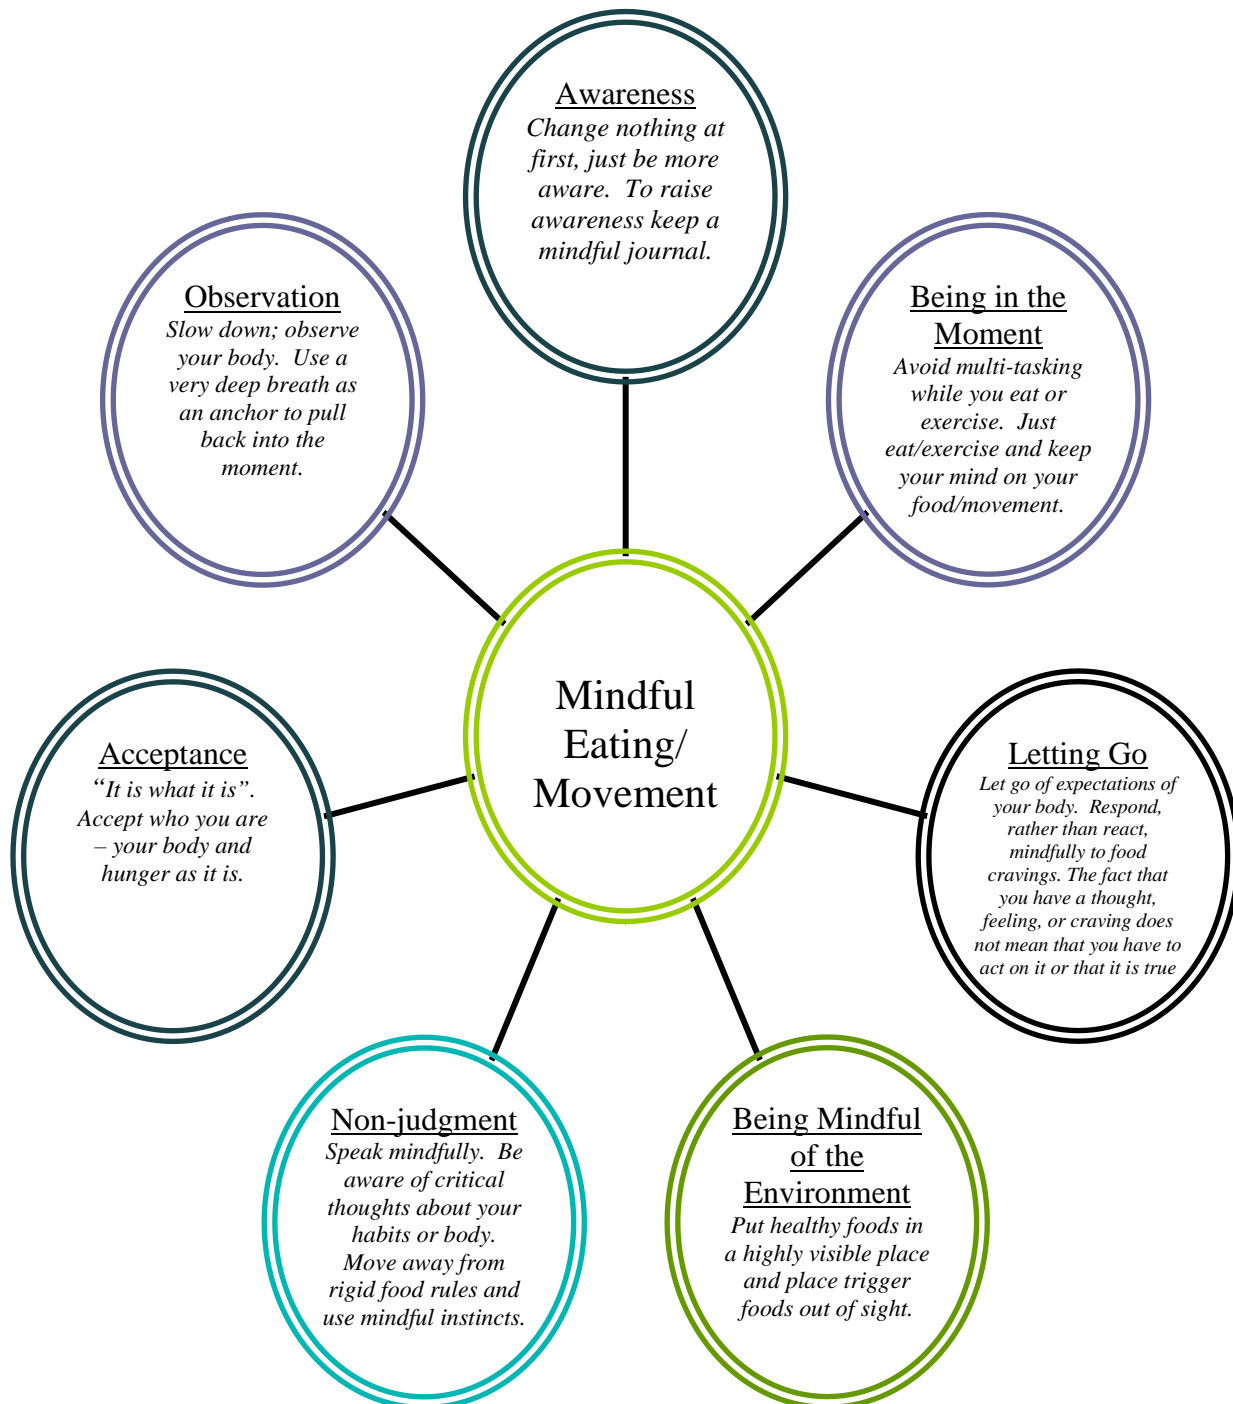 Awareness
Change nothing at
first, just be more
aware.  To raise
awareness keep a
mindful journal.
Observation
Slow down; observe
your body.  Use a
very deep breath as
an anchor to pull
back into the
moment.
Being in the
Moment
Avoid multi-tasking
while you eat or
exercise.  Just
eat/exercise and keep
your mind on your
food/movement.
Mindful
Eating/
Movement
Acceptance
“It is what it is”.
Accept who you are
– your body and
hunger as it is.
Letting Go
Let go of expectations of
your body.  Respond,
rather than react,
mindfully to food
cravings. The fact that
you have a thought,
feeling, or craving does
not mean that you have to
act on it or that it is true
Non-judgment
Speak mindfully.  Be
aware of critical
thoughts about your
habits or body.
Move away from
rigid food rules and
use mindful instincts.
Being Mindful
of the
Environment
Put healthy foods in
a highly visible place
and place trigger
foods out of sight.